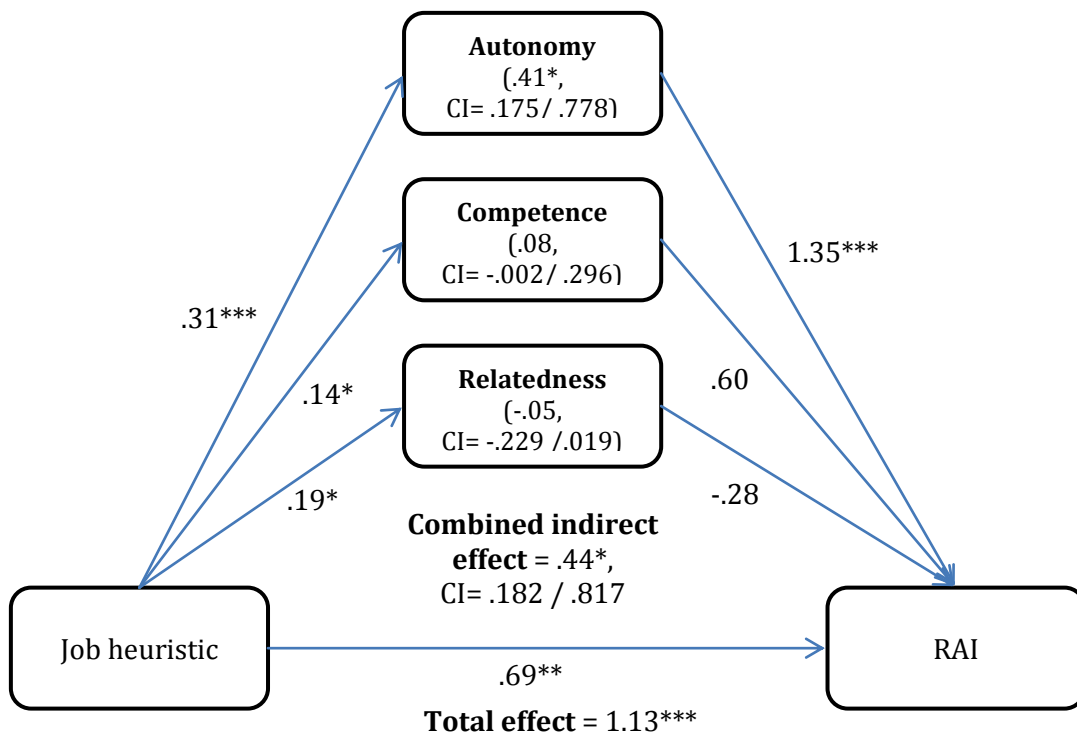 Autonomy
(.41*,
CI= .175/ .778)
Competence
(.08,
CI= -.002/ .296)
1.35***
.31***
Relatedness
(-.05,
CI= -.229 /.019)
.60
.14*
.19*
-.28
Combined indirect
effect = .44*,
CI= .182 / .817
Job heuristic
RAI
.69**
Total effect = 1.13***